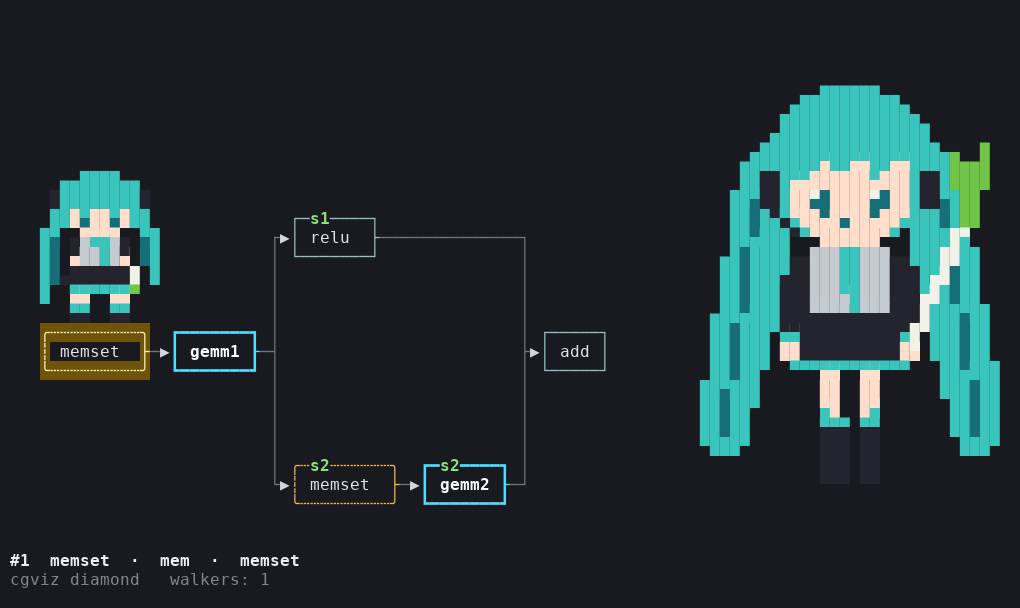 s1
relu
memset
gemm1
add
s2
memset
s2
gemm2
#1 memset · mem · memset
cgviz diamond walkers: 1